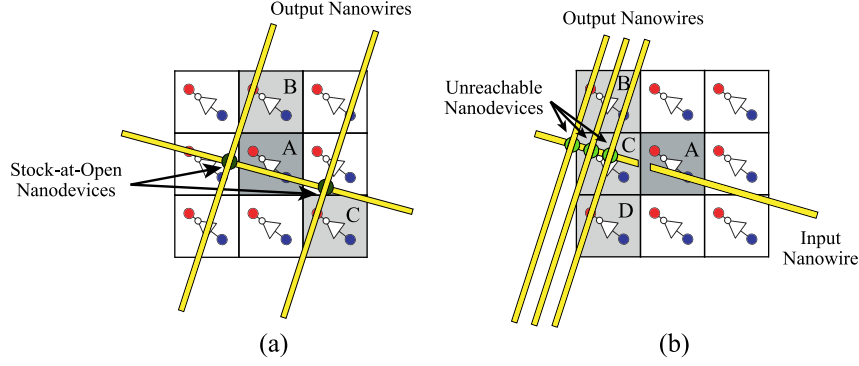 Output Nanowires
B
A
Stock-at-Open
Nanodevices
C
(a)
Output Nanowires
Unreachable
Nanodevices
B
C
A
D
Input
Nanowire
(b)